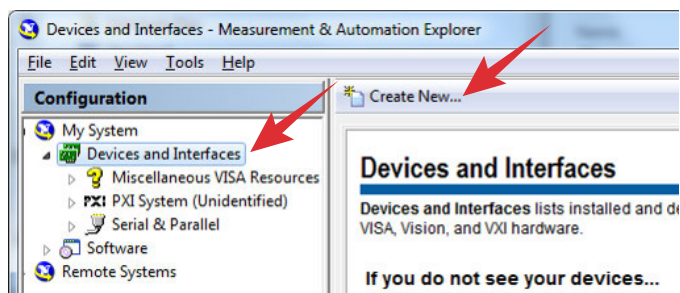 Devices and Interfaces - Measurement & Automation Explorer
File Edit View Tools Help
Configuration
My System
Devices and Interfaces
Miscellaneous VISA Resources
PXI PXI System (Unidentified)
Serial & Parallel
Software
Remote Systems
Create New...
Devices and Interfaces
Devices and Interfaces lists installed and de
VISA, Vision, and VXI hardware.
If you do not see your devices...